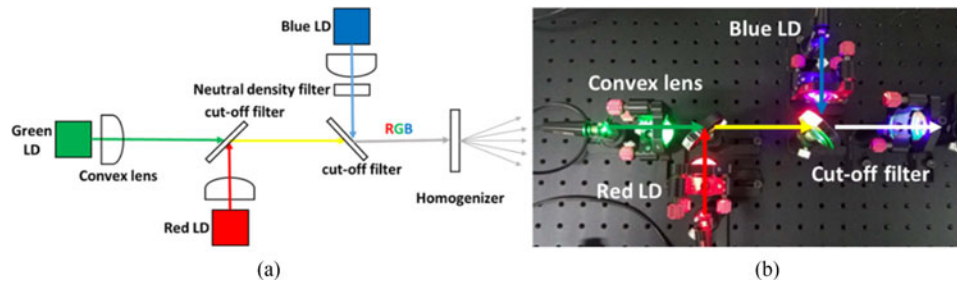 Blue LD
Neutral density filter
cut-off filter
Green
LD
RGB
Convex lens
cut-off filter
Homogenizer
Red LD
(a)
Blue LD
Convex lens
Red LD
Cut-off filter
(b)